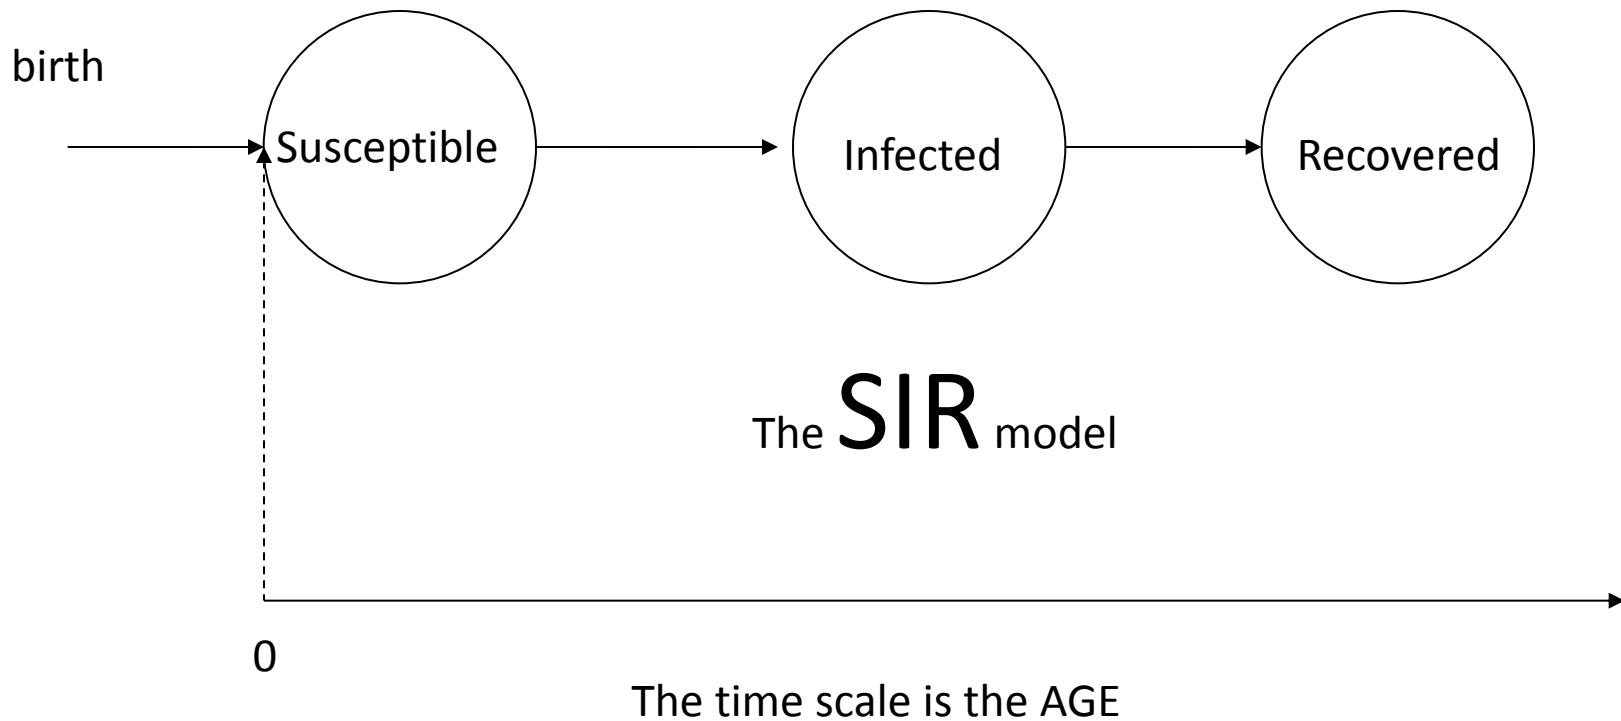 birth
Susceptible
Infected
Recovered
The SIR model
0
The time scale is the AGE